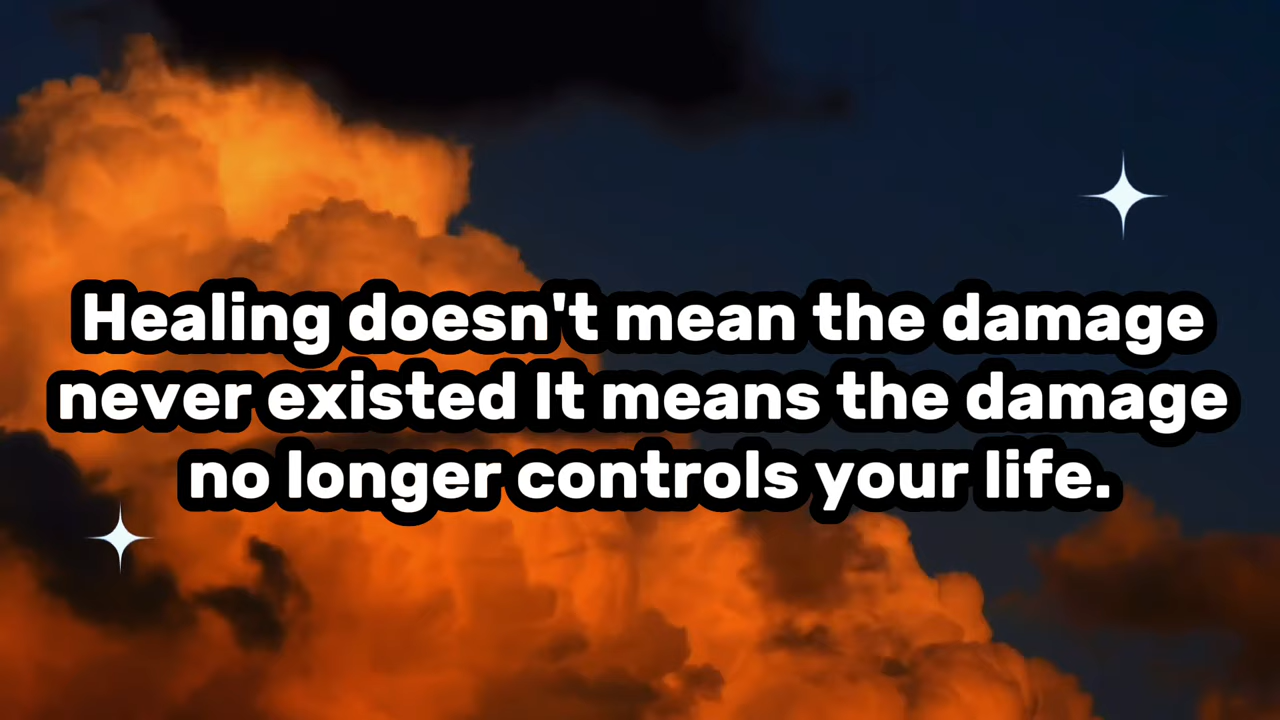 Healing doesn't mean the damage
never existed It means the damage
no longer controls your life.